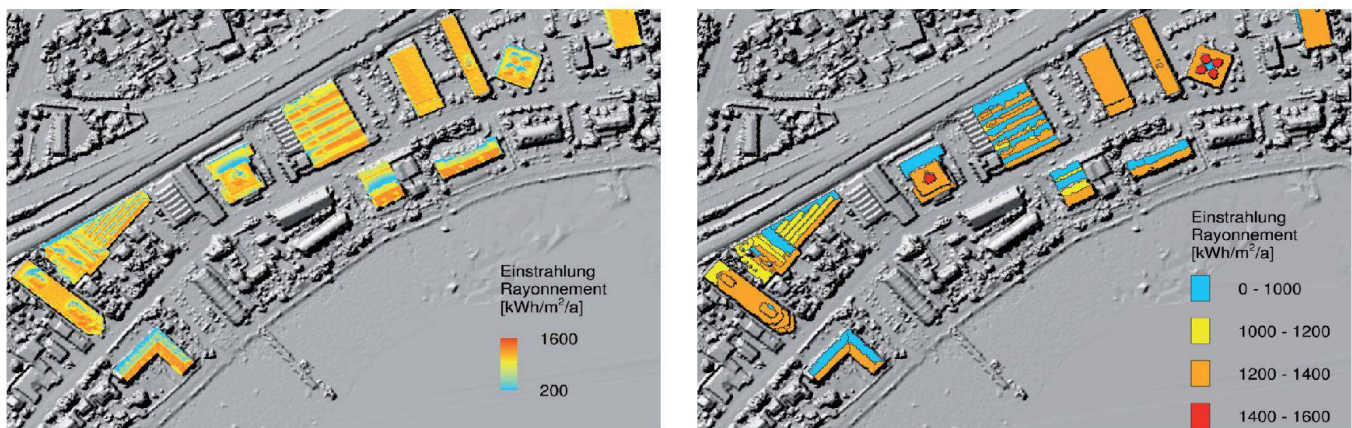 Einstrahlung
Rayonnement
[kWh/m²/a]
1600
200
Einstrahlung
Rayonnement
[kWh/m²/a]
0 - 1000
1000 - 1200
1200 - 1400
1400 - 1600